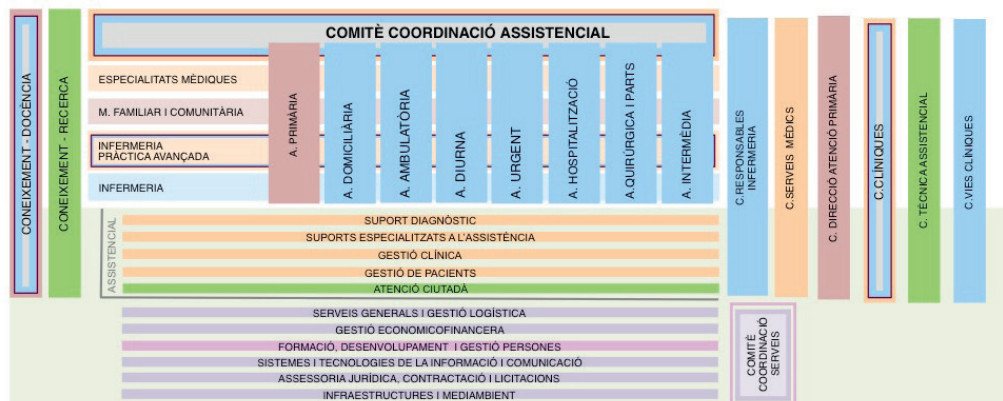 CONEIXEMENT - DOCÈNCIA
CONEIXEMENT - RECERCA
COMITÈ COORDINACIÓ ASSISTENCIAL
ESPECIALITATS MÈDIQUES
M. FAMILIAR I COMUNITÀRIA
INFERMERIA
PRÀCTICA AVANÇADA
INFERMERIA
A. PRIMÀRIA
A. DOMICILIÀRIA
A. AMBULATÒRIA
A. DIURNA
A. URGENT
A. HOSPITALITZACIÓ
A.QUIRÚRGICA I PARTS
A. INTERMÈDIA
C.RESPONSABLES
INFERMERIA
C.SERVEIS MÈDICS
C. DIRECCIÓ ATENCIÓ PRIMÀRIA
C.CLÍNIQUES
C. TÈCNICA ASSISTENCIAL
C.VIES CLÍNIQUES
ASSISTENCIAL
SUPORT DIAGNÒSTIC
SUPORTS ESPECIALITZATS A L'ASSISTÈNCIA
GESTIÓ CLÍNICA
GESTIÓ DE PACIENTS
ATENCIÓ CIUTADÀ
SERVEIS GENERALS I GESTIÓ LOGÍSTICA
GESTIÓ ECONOMICOFINANCERA
FORMACIÓ, DESENVOLUPAMENT I GESTIÓ PERSONES
SISTEMES I TECNOLOGIES DE LA INFORMACIÓ I COMUNICACIÓ
ASSESSORIA JURÍDICA, CONTRACTACIÓ I LICITACIONS
INFRAESTRUCTURES I MEDIAMBIENT
COMITÈ
COORDINACIÓ
SERVEIS